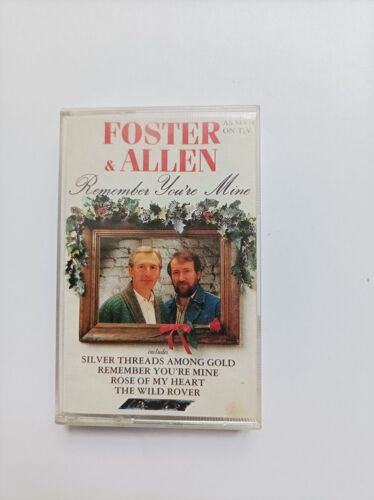 FOSTER
& ALLEN
AS SEEN
ON T.V.
Remember You're Mine
includes
SILVER THREADS AMONG GOLD
REMEMBER YOU'RE MINE
ROSE OF MY HEART
THE WILD ROVER